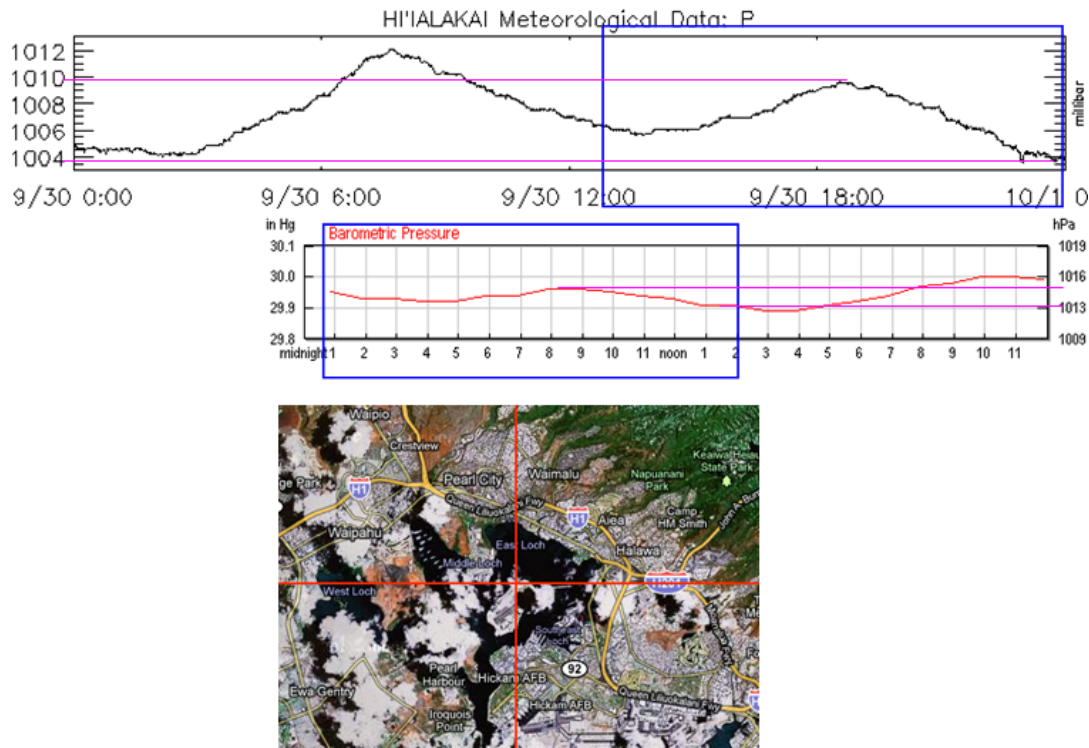 HI'IALAKAI Meteorological Data: P
1012
1010
1008
1006
1004
millibar
9/30 0:00 9/30 6:00 9/30 12:00 9/30 18:00 10/1 0
in Hg hPa
Barometric Pressure
30.1 1019
30.0 1016
29.9 1013
29.8 1009
midnight 1 2 3 4 5 6 7 8 9 10 11 noon 1 2 3 4 5 6 7 8 9 10 11
Waipio
Crestview
Keaiwa Heiau
State Park
Waimalu
Napuanani
Park
Pearl City
ge Park
H1
Queen Liliuokalani Fwy
H1
Aiea
Camp
HM Smith
Waipahu
East Loch
Halawa
Middle Loch
West Loch
Southeast
Loch
Pearl
Harbour
92
Hickam AFB
Ewa Gentry
Queen Liliuokalani Fwy
Iroquois
Point
Hickam AFB